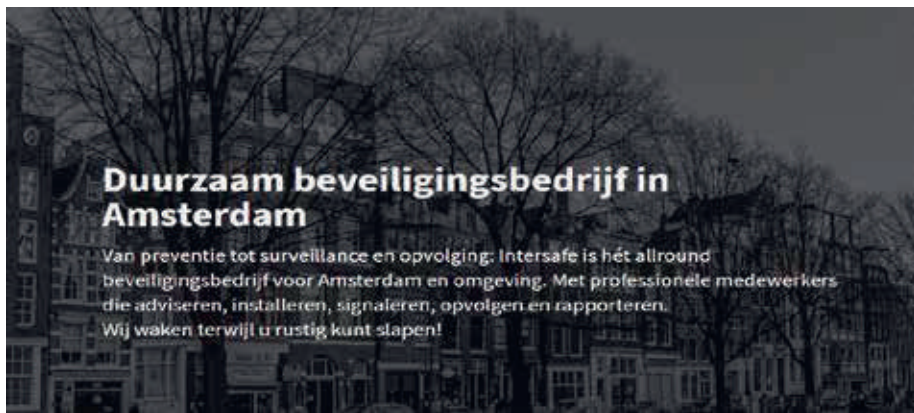 Duurzaam beveiligingsbedrijf in
Amsterdam
Van preventie tot surveillance en opvolging: Intersafe is hét allround
beveiligingsbedrijf voor Amsterdam en omgeving. Met professionele medewerkers
die adviseren, installeren, signaleren, opvolgen en rapporteren.
Wij waken terwijl u rustig kunt slapen!